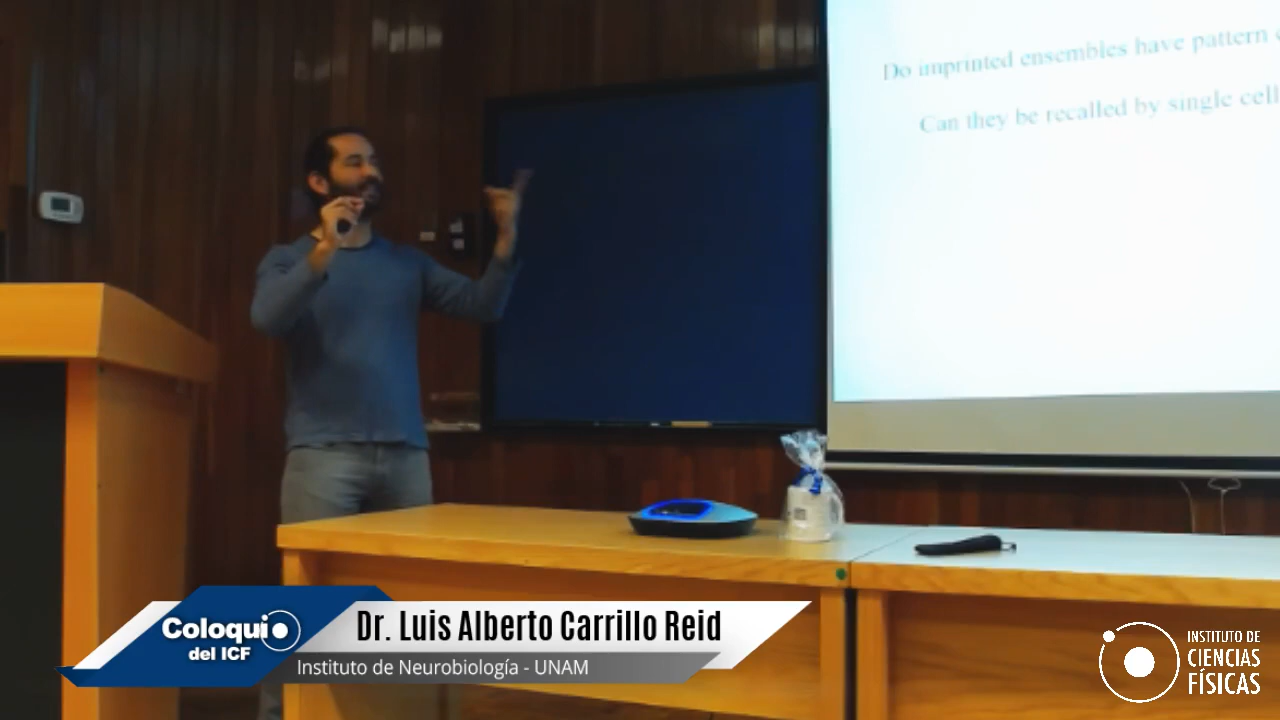 Do imprinted ensembles have pattern
Can they be recalled by single cell
Coloquio
del ICF
Dr. Luis Alberto Carrillo Reid
Instituto de Neurobiología - UNAM
INSTITUTO DE
CIENCIAS
FÍSICAS